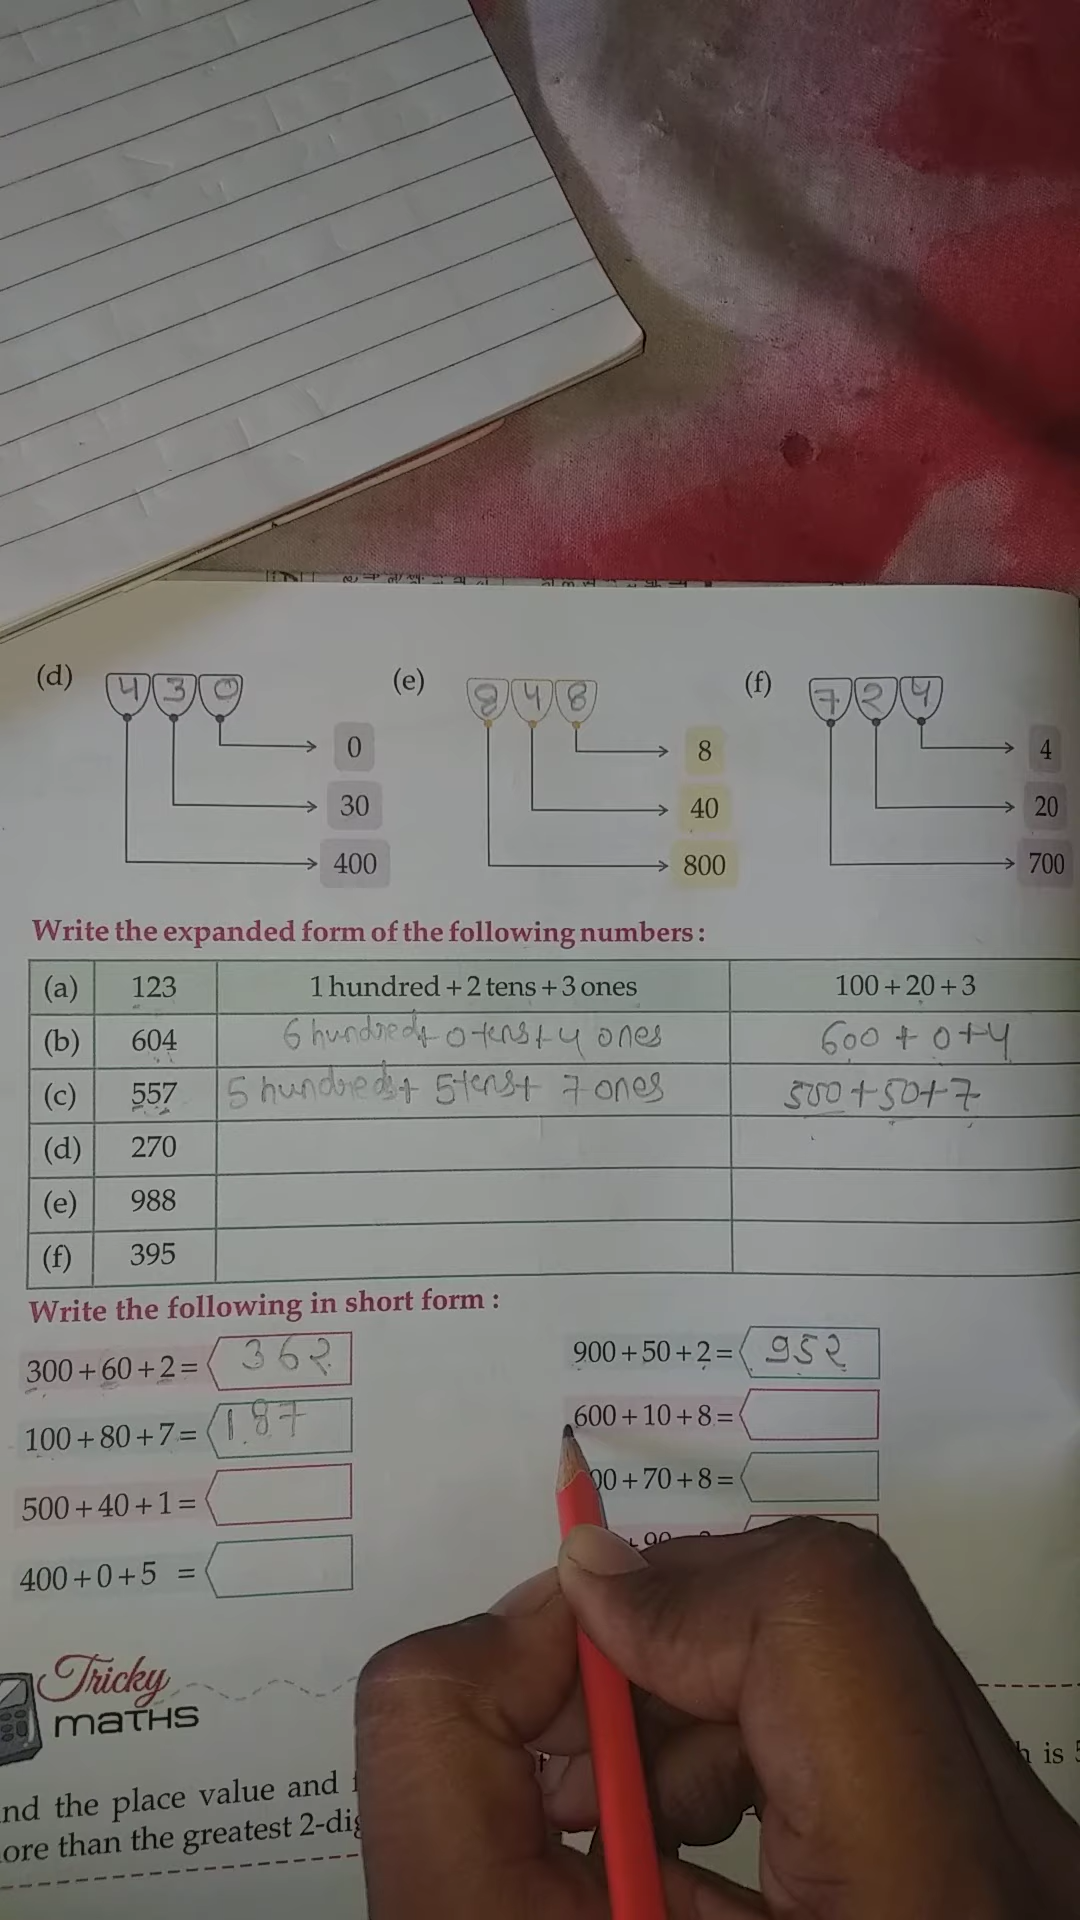 (d) 4 3 0 (e) 8 4 8 (f) 7 2 4
0 8 4
30 40 20
400 800 700
Write the expanded form of the following numbers :
(a) 123 1 hundred + 2 tens + 3 ones 100 + 20 + 3
(b) 604 6 hundred+ 0 tens + 4 ones 600 + 0 + 4
(c) 557 5 hundreds+ 5 tens+ 7 ones 500 + 50 + 7
(d) 270
(e) 988
(f) 395
Write the following in short form :
300 + 60 + 2 = 362 900 + 50 + 2 = 952
100 + 80 + 7 = 187 600 + 10 + 8 =
500 + 40 + 1 = 00 + 70 + 8 =
400 + 0 + 5 = + 90
Tricky
maTHS
h is 5
nd the place value and
ore than the greatest 2-dig